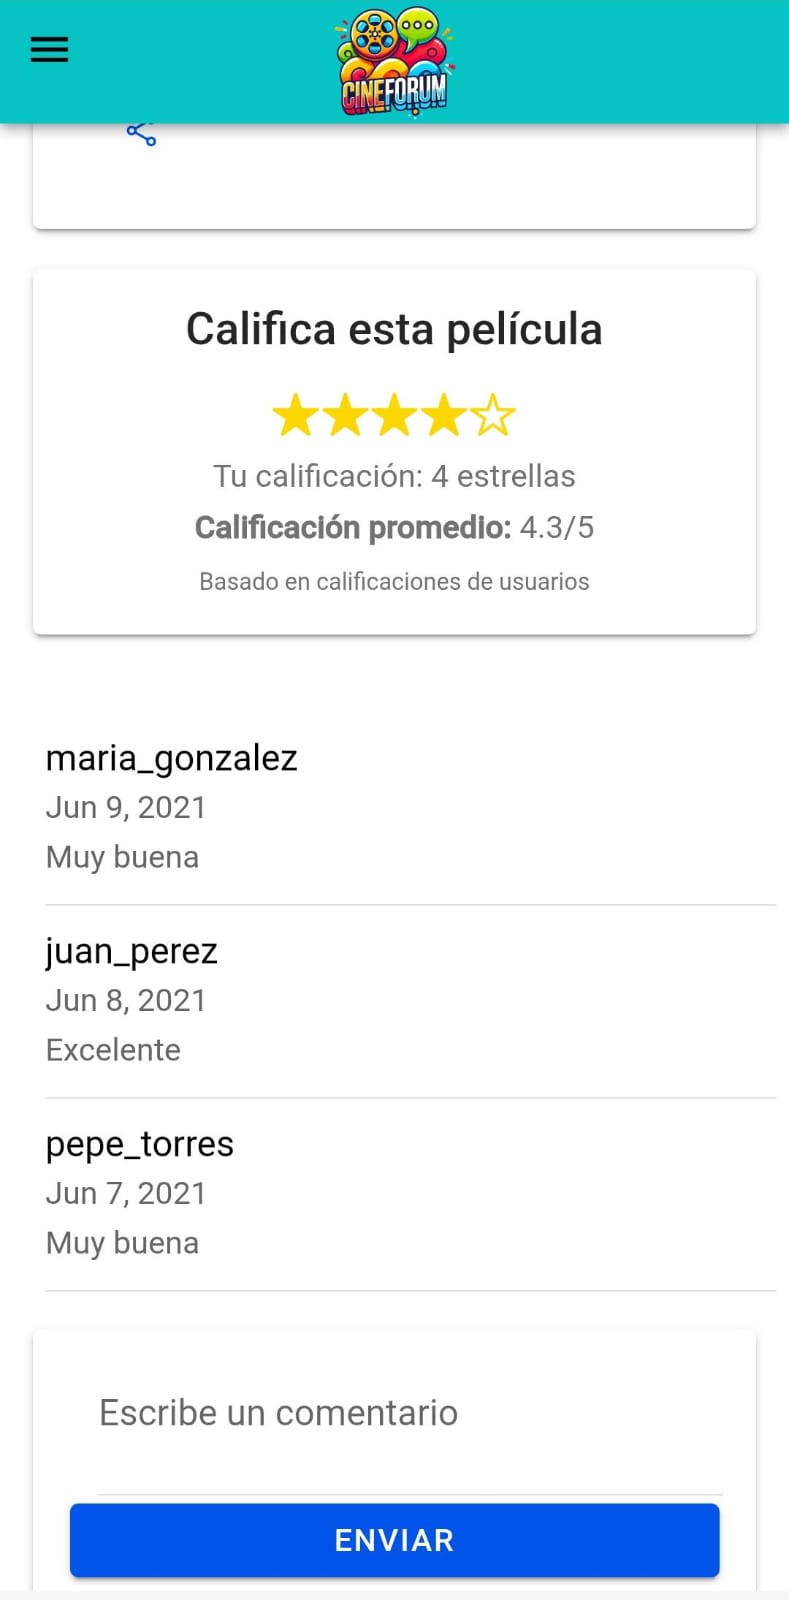 CINEFORUM
Califica esta película
Tu calificación: 4 estrellas
Calificación promedio: 4.3/5
Basado en calificaciones de usuarios
maria_gonzalez
Jun 9, 2021
Muy buena
juan_perez
Jun 8, 2021
Excelente
pepe_torres
Jun 7, 2021
Muy buena
Escribe un comentario
ENVIAR